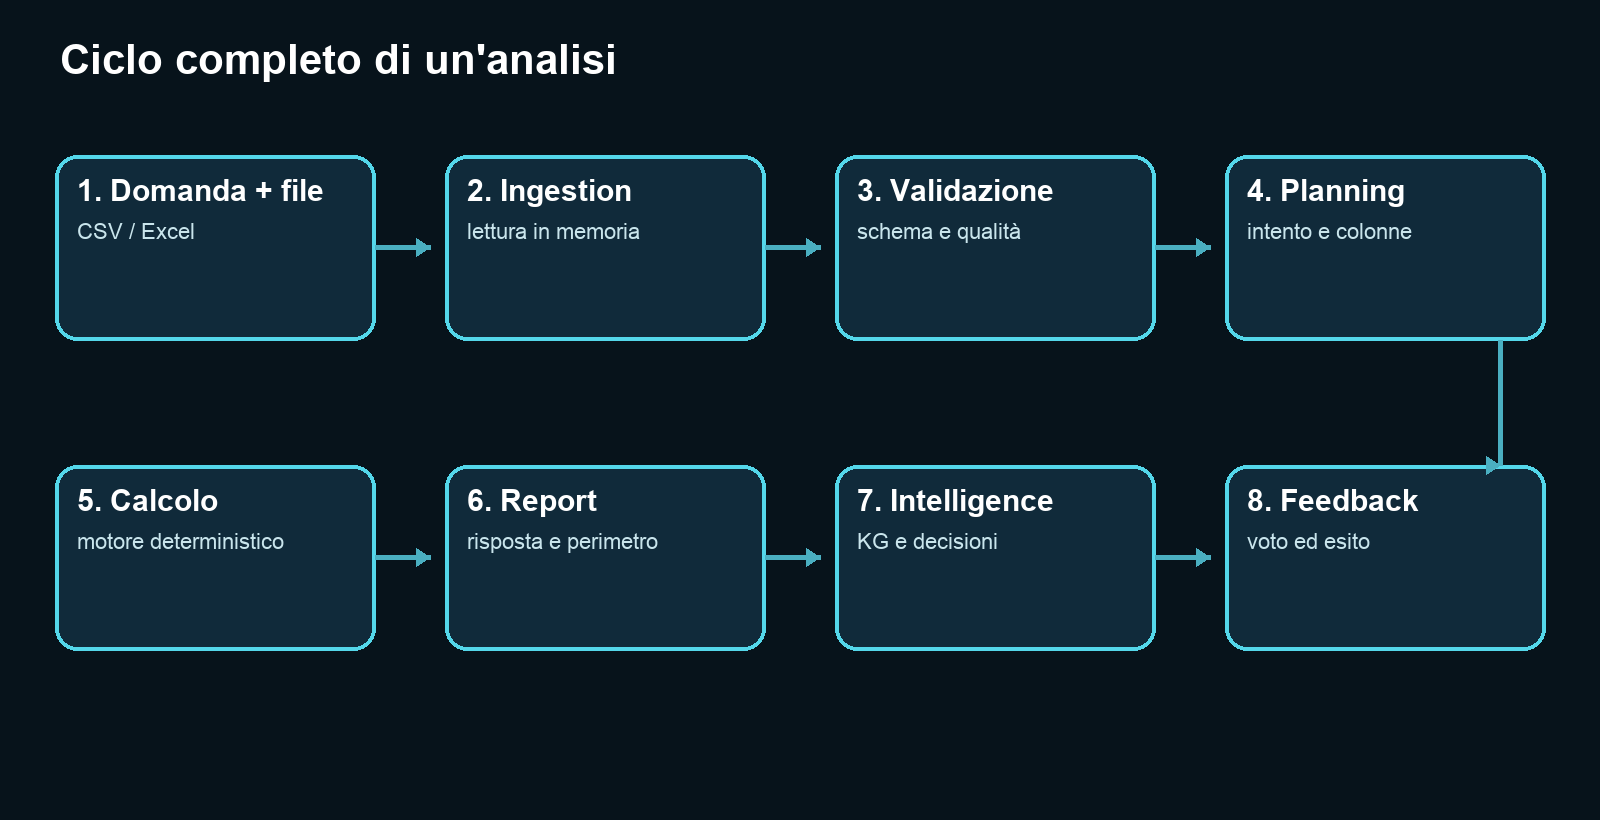 Ciclo completo di un'analisi
1. Domanda + file
CSV / Excel
2. Ingestion
lettura in memoria
3. Validazione
schema e qualità
4. Planning
intento e colonne
5. Calcolo
motore deterministico
6. Report
risposta e perimetro
7. Intelligence
KG e decisioni
8. Feedback
voto ed esito